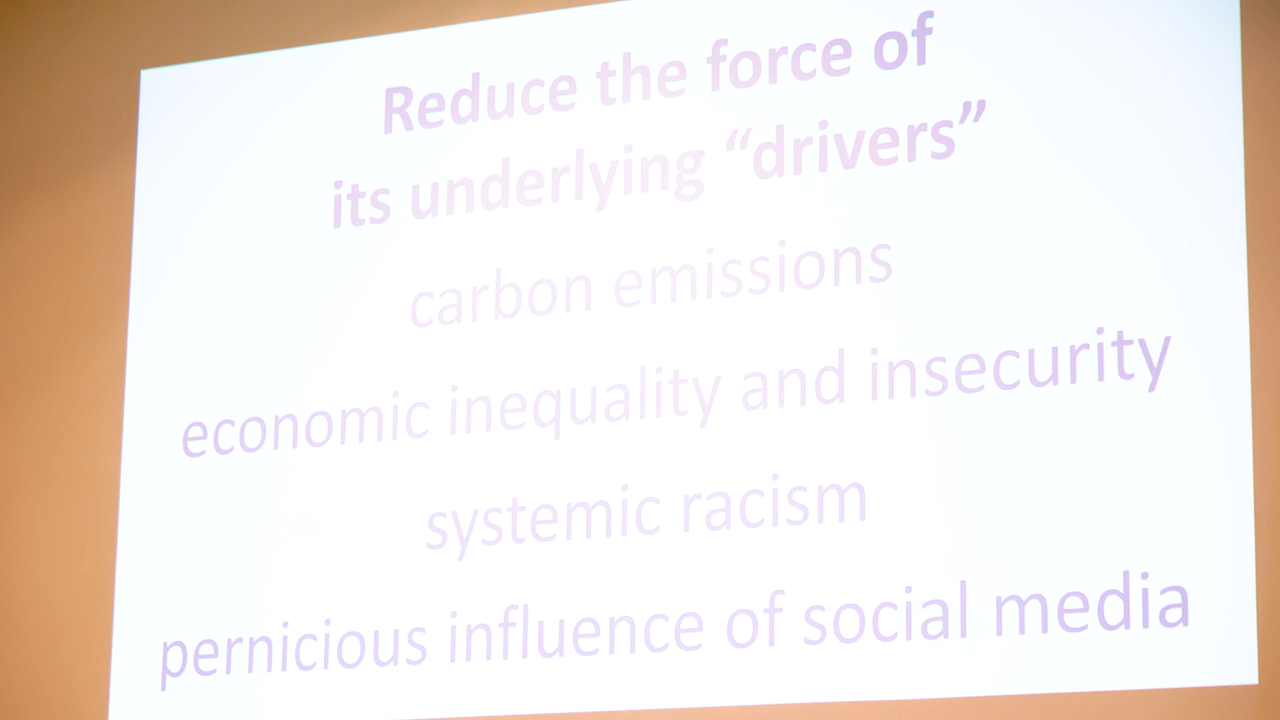 Reduce the force of
its underlying “drivers”
carbon emissions
economic inequality and insecurity
systemic racism
pernicious influence of social media